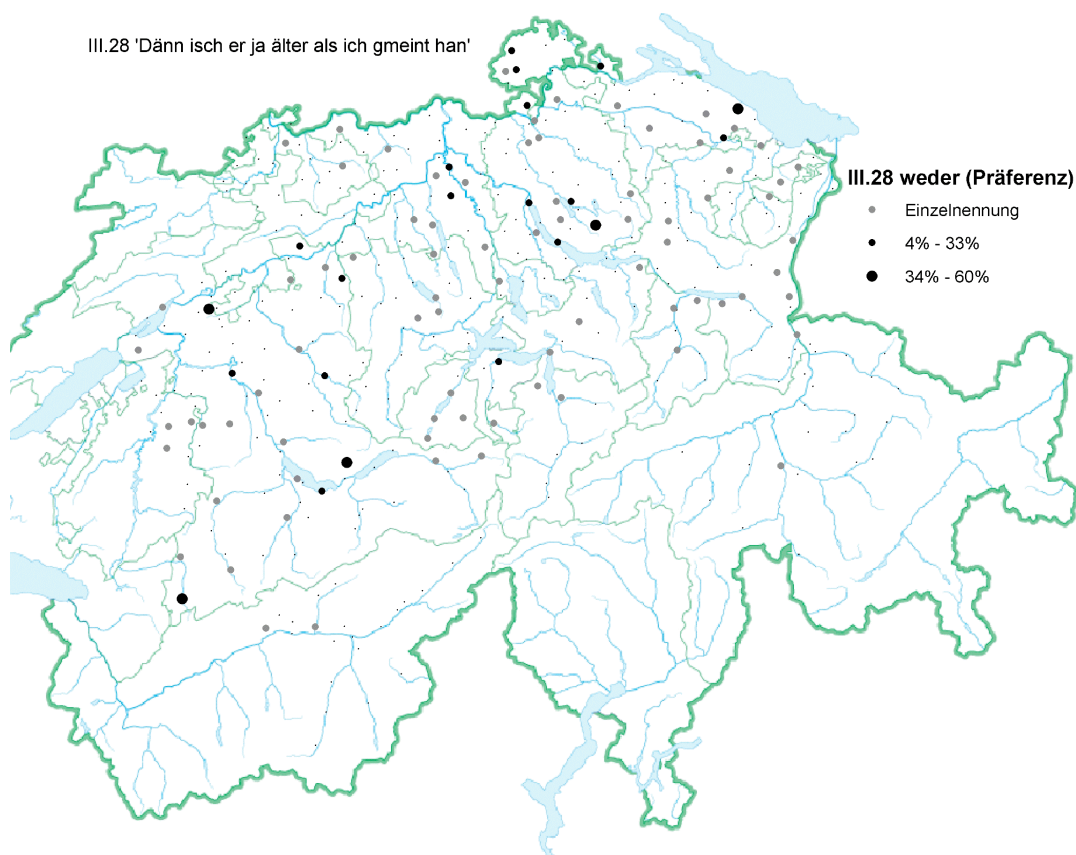 III.28 'Dänn isch er ja älter als ich gmeint han'
III.28 weder (Präferenz)
Einzelnennung
4% - 33%
34% - 60%